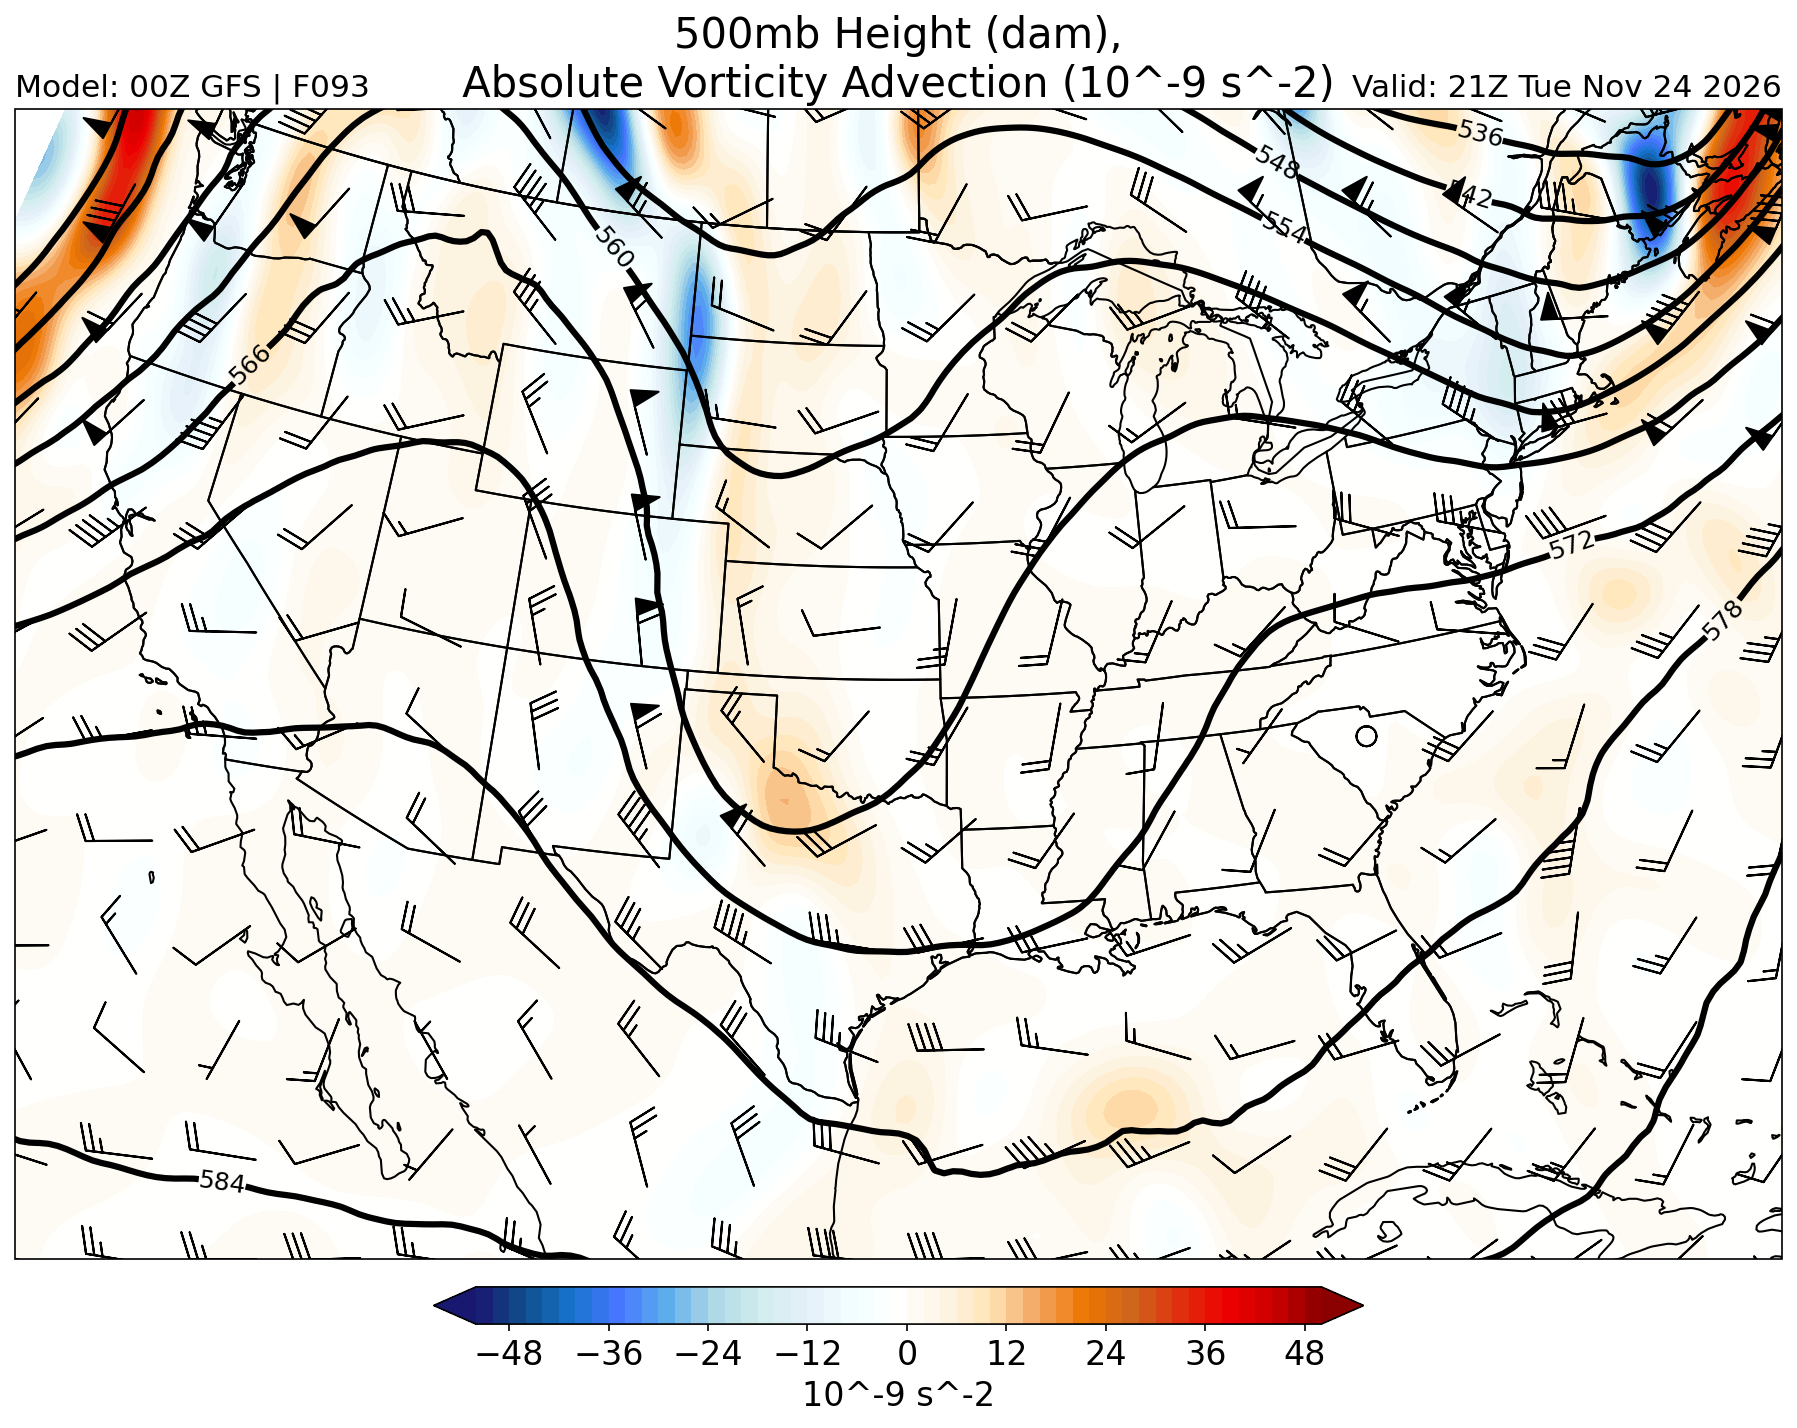 500mb Height (dam),
Model: 00Z GFS | F093
Absolute Vorticity Advection (10^-9 s^-2)
Valid: 21Z Tue Nov 24 2026
536
548
542
554
560
566
572
578
584
−48 −36 −24 −12 0 12 24 36 48
10^-9 s^-2